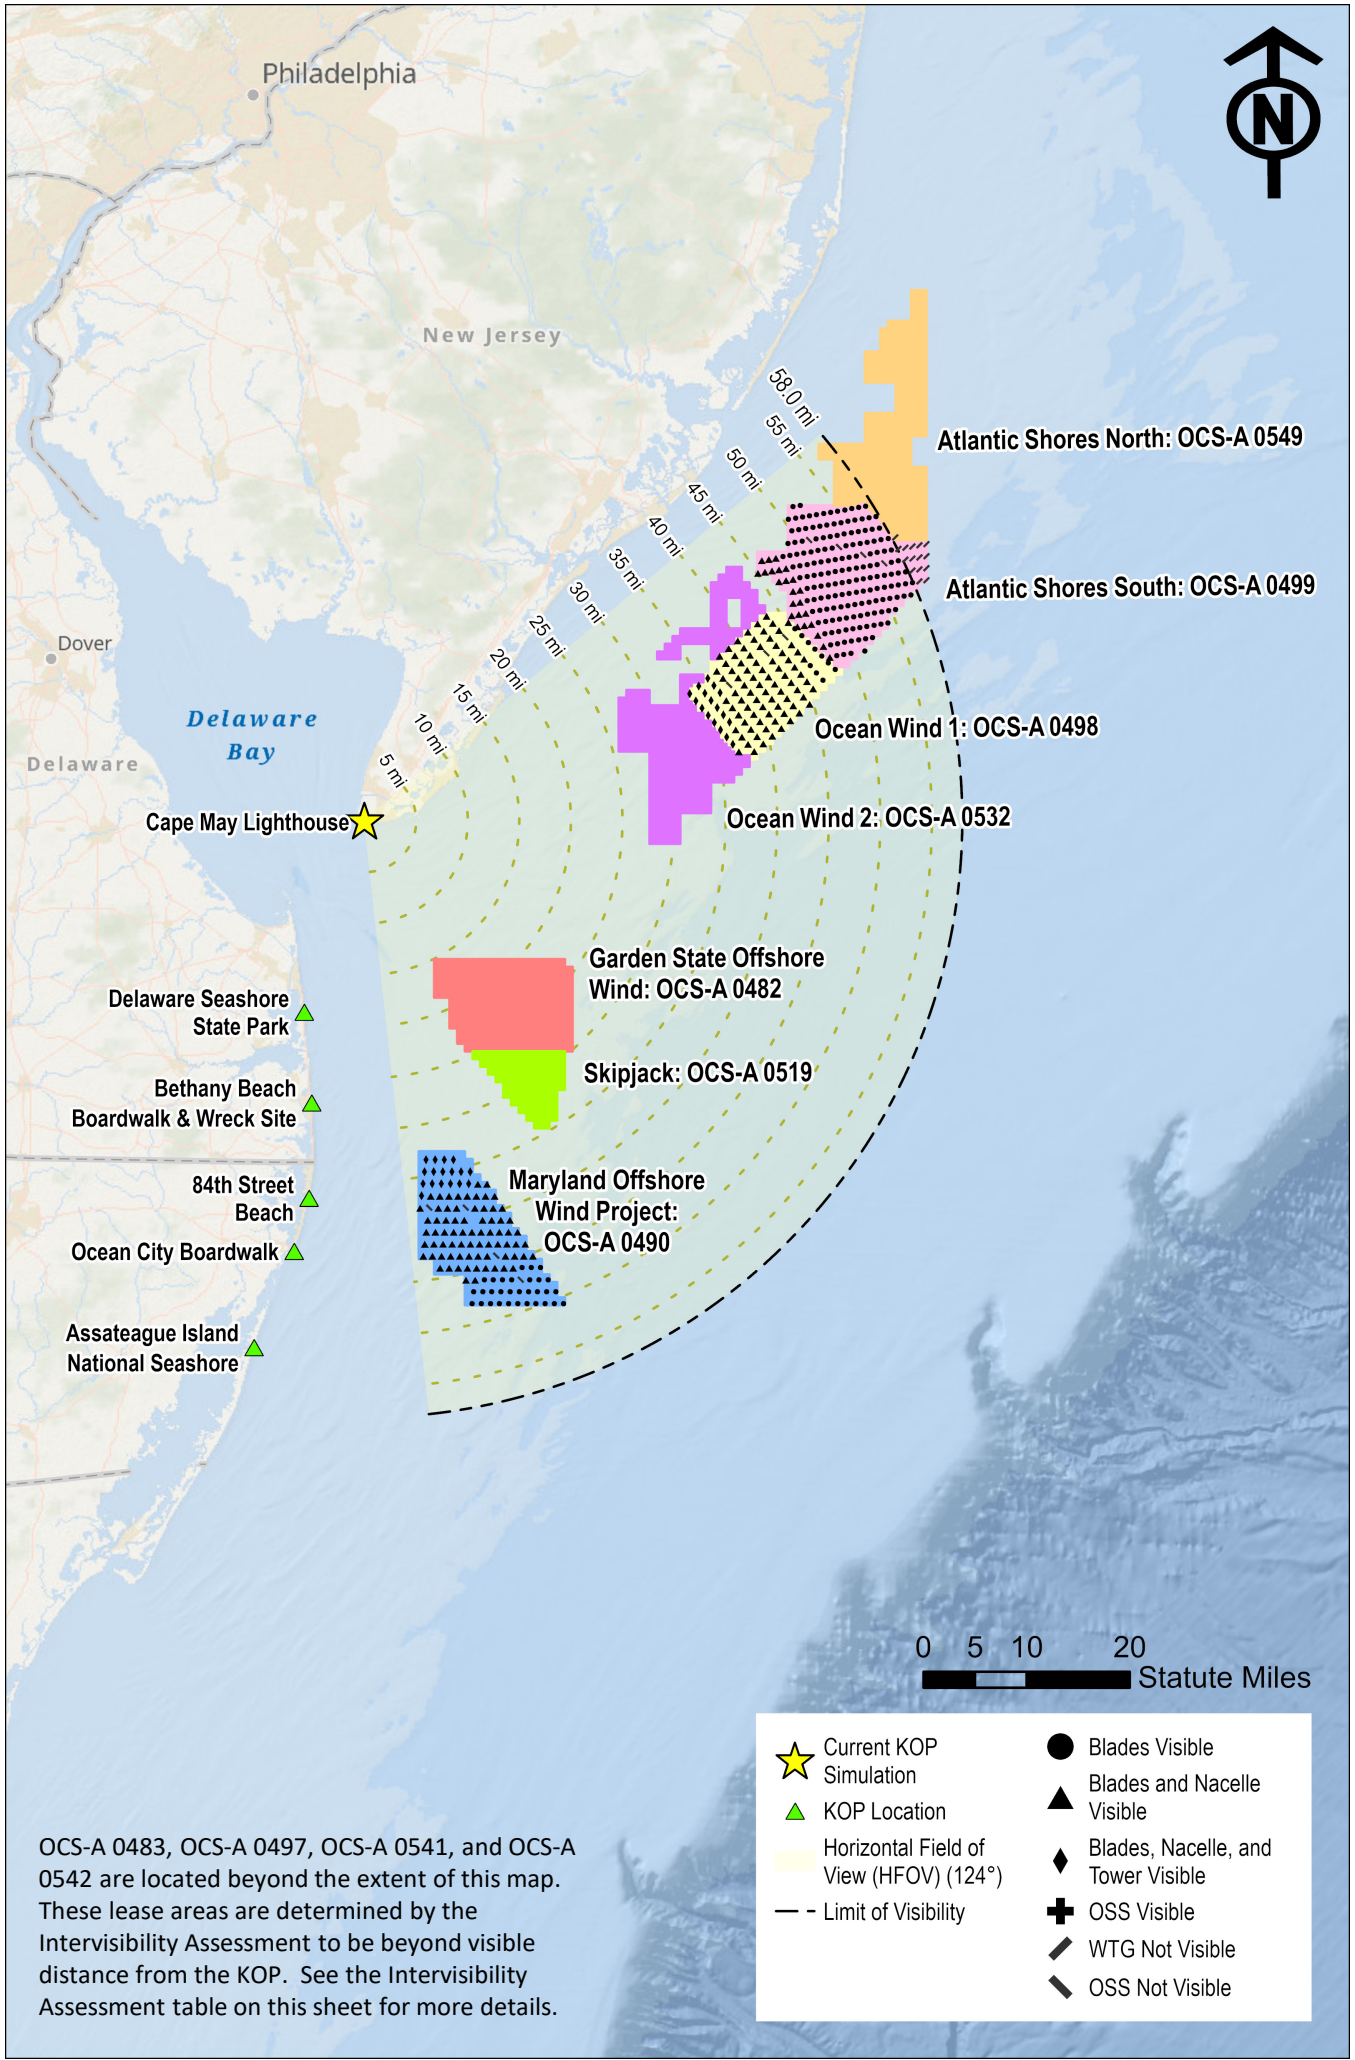 Philadelphia
N
New Jersey
58.0 mi
55 mi
50 mi
45 mi
40 mi
35 mi
30 mi
25 mi
20 mi
15 mi
10 mi
5 mi
Atlantic Shores North: OCS-A 0549
Atlantic Shores South: OCS-A 0499
Dover
Delaware
Bay
Delaware
Ocean Wind 1: OCS-A 0498
Cape May Lighthouse
Ocean Wind 2: OCS-A 0532
Garden State Offshore
Wind: OCS-A 0482
Delaware Seashore
State Park
Skipjack: OCS-A 0519
Bethany Beach
Boardwalk & Wreck Site
Maryland Offshore
Wind Project:
OCS-A 0490
84th Street
Beach
Ocean City Boardwalk
Assateague Island
National Seashore
0 5 10 20
Statute Miles
Current KOP
Simulation
KOP Location
Horizontal Field of
View (HFOV) (124°)
Limit of Visibility
Blades Visible
Blades and Nacelle
Visible
Blades, Nacelle, and
Tower Visible
OSS Visible
WTG Not Visible
OSS Not Visible
OCS-A 0483, OCS-A 0497, OCS-A 0541, and OCS-A
0542 are located beyond the extent of this map.
These lease areas are determined by the
Intervisibility Assessment to be beyond visible
distance from the KOP.  See the Intervisibility
Assessment table on this sheet for more details.